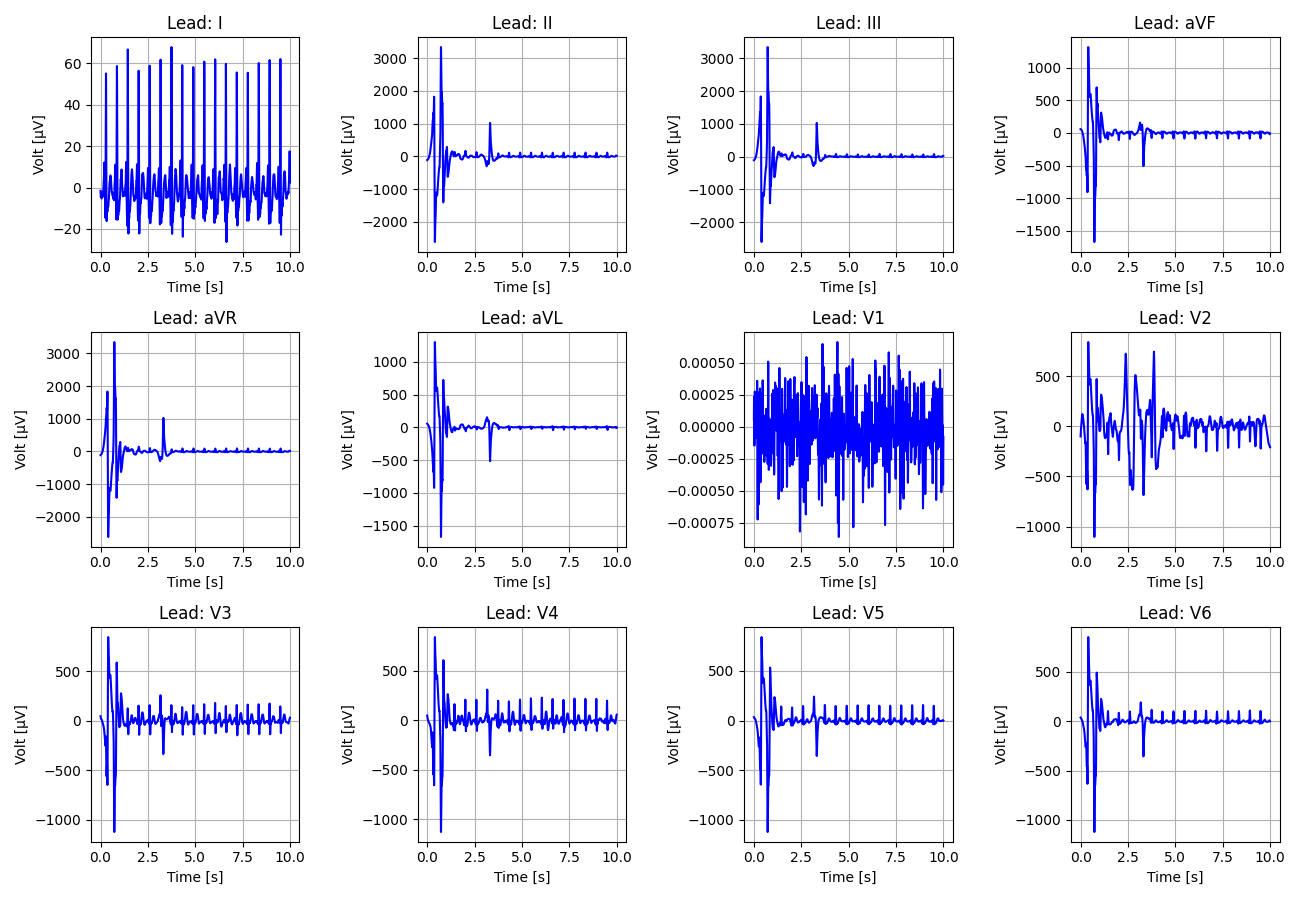 Lead: I
Volt [µV]
60
40
20
0
−20
0.0 2.5 5.0 7.5 10.0
Time [s]
Lead: II
Volt [µV]
3000
2000
1000
0
−1000
−2000
0.0 2.5 5.0 7.5 10.0
Time [s]
Lead: III
Volt [µV]
3000
2000
1000
0
−1000
−2000
0.0 2.5 5.0 7.5 10.0
Time [s]
Lead: aVF
Volt [µV]
1000
500
0
−500
−1000
−1500
0.0 2.5 5.0 7.5 10.0
Time [s]
Lead: aVR
Volt [µV]
3000
2000
1000
0
−1000
−2000
0.0 2.5 5.0 7.5 10.0
Time [s]
Lead: aVL
Volt [µV]
1000
500
0
−500
−1000
−1500
0.0 2.5 5.0 7.5 10.0
Time [s]
Lead: V1
Volt [µV]
0.00050
0.00025
0.00000
−0.00025
−0.00050
−0.00075
0.0 2.5 5.0 7.5 10.0
Time [s]
Lead: V2
Volt [µV]
500
0
−500
−1000
0.0 2.5 5.0 7.5 10.0
Time [s]
Lead: V3
Volt [µV]
500
0
−500
−1000
0.0 2.5 5.0 7.5 10.0
Time [s]
Lead: V4
Volt [µV]
500
0
−500
−1000
0.0 2.5 5.0 7.5 10.0
Time [s]
Lead: V5
Volt [µV]
500
0
−500
−1000
0.0 2.5 5.0 7.5 10.0
Time [s]
Lead: V6
Volt [µV]
500
0
−500
−1000
0.0 2.5 5.0 7.5 10.0
Time [s]